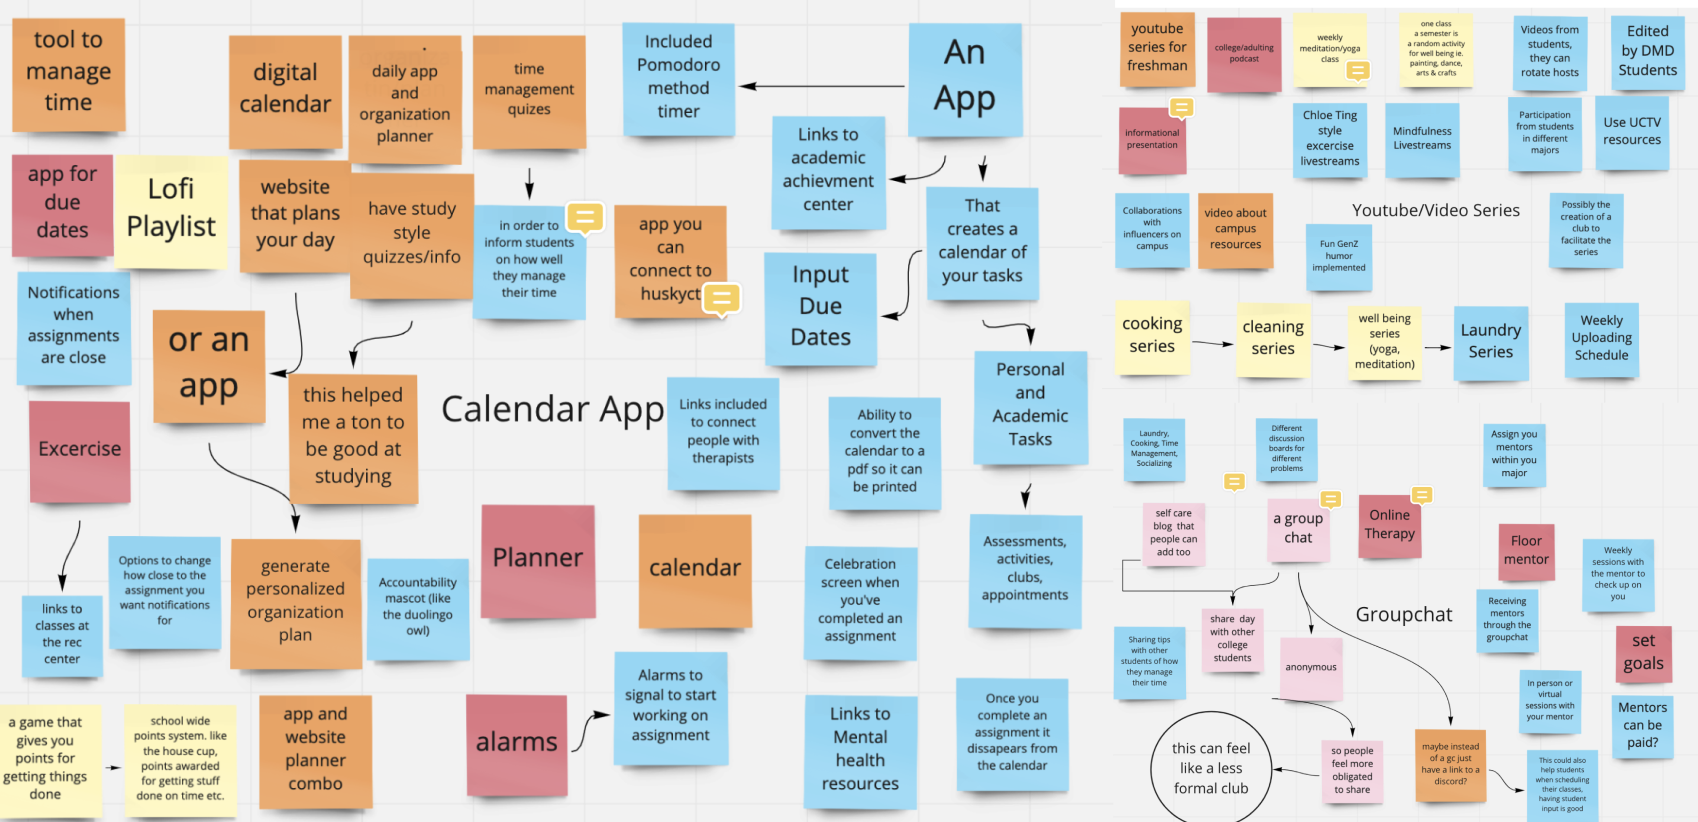 tool to
manage
time
digital
calendar
daily app
and
organization
planner
time
management
quizes
Included
Pomodoro
method
timer
An
App
Links to
academic
achievment
center
app for
due
dates
Lofi
Playlist
website
that plans
your day
have study
style
quizzes/info
in order to
inform students
on how well
they manage
their time
app you
can
connect to
huskyct
That
creates a
calendar of
your tasks
Input
Due
Dates
Notifications
when
assignments
are close
or an
app
this helped
me a ton to
be good at
studying
Calendar App
Links included
to connect
people with
therapists
Ability to
convert the
calendar to a
pdf so it can
be printed
Personal
and
Academic
Tasks
Excercise
links to
classes at
the rec
center
Options to change
how close to the
assignment you
want notifications
for
generate
personalized
organization
plan
Accountability
mascot (like
the duolingo
owl)
Planner
calendar
Celebration
screen when
you've
completed an
assignment
Assessments,
activities,
clubs,
appointments
a game that
gives you
points for
getting things
done
school wide
points system. like
the house cup,
points awarded
for getting stuff
done on time etc.
app and
website
planner
combo
alarms
Alarms to
signal to start
working on
assignment
Links to
Mental
health
resources
Once you
complete an
assignment it
dissapears from
the calendar
youtube
series for
freshman
college/adulting
podcast
weekly
meditation/yoga
class
one class
a semester is
a random activity
for well being ie.
painting, dance,
arts & crafts
Videos from
students,
they can
rotate hosts
Edited
by DMD
Students
informational
presentation
Chloe Ting
style
excercise
livestreams
Mindfulness
Livestreams
Participation
from students
in different
majors
Use UCTV
resources
Collaborations
with
influencers on
campus
video about
campus
resources
Youtube/Video Series
Fun GenZ
humor
implemented
Possibly the
creation of a
club to
facilitate the
series
cooking
series
cleaning
series
well being
series
(yoga,
meditation)
Laundry
Series
Weekly
Uploading
Schedule
Laundry,
Cooking, Time
Management,
Socializing
Different
discussion
boards for
different
problems
Assign you
mentors
within you
major
self care
blog that
people can
add too
a group
chat
Online
Therapy
Floor
mentor
Weekly
sessions with
the mentor to
check up on
you
share day
with other
college
students
Groupchat
Receiving
mentors
through the
groupchat
Sharing tips
with other
students of how
they manage
their time
anonymous
set
goals
In person or
virtual
sessions with
your mentor
Mentors
can be
paid?
this can feel
like a less
formal club
so people
feel more
obligated
to share
maybe instead
of a gc just
have a link to a
discord?
This could also
help students
when scheduling
their classes,
having student
input is good